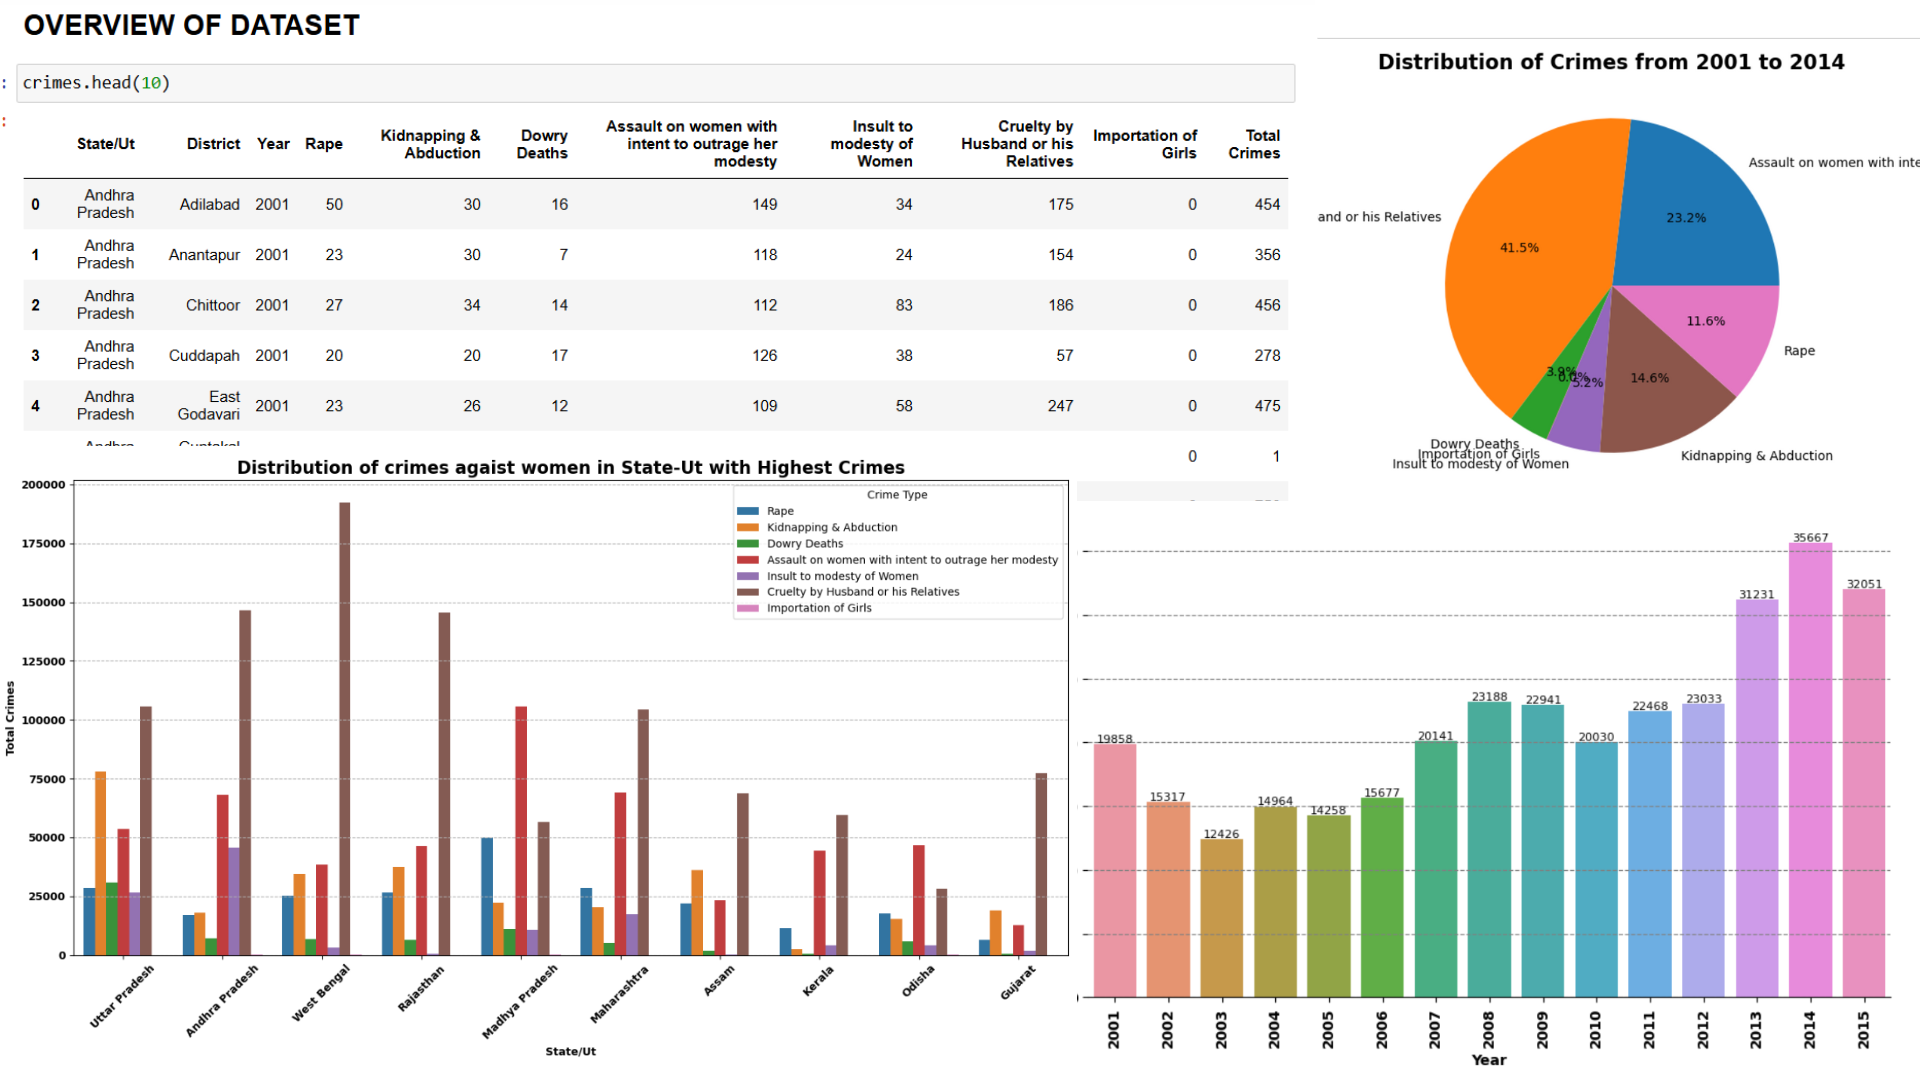 OVERVIEW OF DATASET
: crimes.head(10)
:
State/Ut District Year Rape Kidnapping & Abduction Dowry Deaths Assault on women with intent to outrage her modesty Insult to modesty of Women Cruelty by Husband or his Relatives Importation of Girls Total Crimes
0 Andhra Pradesh Adilabad 2001 50 30 16 149 34 175 0 454
1 Andhra Pradesh Anantapur 2001 23 30 7 118 24 154 0 356
2 Andhra Pradesh Chittoor 2001 27 34 14 112 83 186 0 456
3 Andhra Pradesh Cuddapah 2001 20 20 17 126 38 57 0 278
4 Andhra Pradesh East Godavari 2001 23 26 12 109 58 247 0 475
0 1
Distribution of Crimes from 2001 to 2014
Assault on women with inte
23.2%
and or his Relatives
41.5%
11.6%
Rape
3.9%
0.0%
5.2%
14.6%
Dowry Deaths
Importation of Girls
Insult to modesty of Women
Kidnapping & Abduction
Distribution of crimes agaist women in State-Ut with Highest Crimes
Crime Type
Rape
Kidnapping & Abduction
Dowry Deaths
Assault on women with intent to outrage her modesty
Insult to modesty of Women
Cruelty by Husband or his Relatives
Importation of Girls
200000
175000
150000
125000
100000
75000
50000
25000
0
Total Crimes
Uttar Pradesh
Andhra Pradesh
West Bengal
Rajasthan
Madhya Pradesh
Maharashtra
Assam
Kerala
Odisha
Gujarat
State/Ut
19858
15317
12426
14964
14258
15677
20141
23188
22941
20030
22468
23033
31231
35667
32051
2001
2002
2003
2004
2005
2006
2007
2008
2009
2010
2011
2012
2013
2014
2015
Year